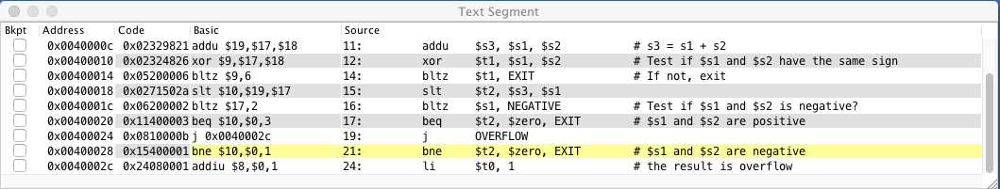 Text Segment
Bkpt Address Code Basic Source
0x0040000c 0x02329821 addu $19,$17,$18 11: addu $s3, $s1, $s2 # s3 = s1 + s2
0x00400010 0x02324826 xor $9,$17,$18 12: xor $t1, $s1, $s2 # Test if $s1 and $s2 have the same sign
0x00400014 0x05200006 bltz $9,6 14: bltz $t1, EXIT # If not, exit
0x00400018 0x0271502a slt $10,$19,$17 15: slt $t2, $s3, $s1
0x0040001c 0x06200002 bltz $17,2 16: bltz $s1, NEGATIVE # Test if $s1 and $s2 is negative?
0x00400020 0x11400003 beq $10,$0,3 17: beq $t2, $zero, EXIT # $s1 and $s2 are positive
0x00400024 0x0810000b j 0x0040002c 19: j OVERFLOW
0x00400028 0x15400001 bne $10,$0,1 21: bne $t2, $zero, EXIT # $s1 and $s2 are negative
0x0040002c 0x24080001 addiu $8,$0,1 24: li $t0, 1 # the result is overflow